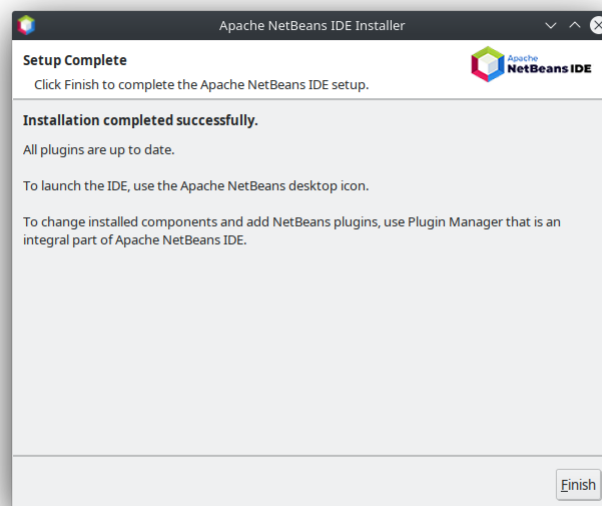 Apache NetBeans IDE Installer
Setup Complete
Click Finish to complete the Apache NetBeans IDE setup.
Apache
NetBeans IDE
Installation completed successfully.
All plugins are up to date.
To launch the IDE, use the Apache NetBeans desktop icon.
To change installed components and add NetBeans plugins, use Plugin Manager that is an
integral part of Apache NetBeans IDE.
Finish